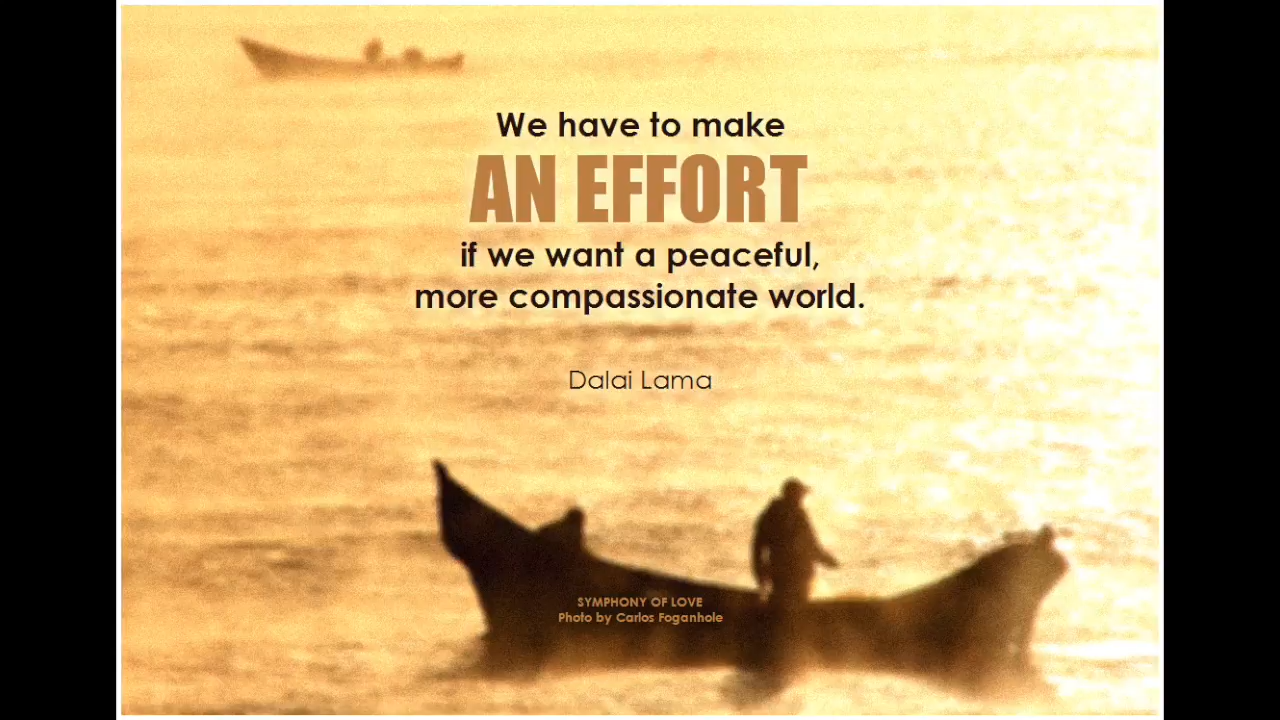 We have to make
AN EFFORT
if we want a peaceful,
more compassionate world.
Dalai Lama
SYMPHONY OF LOVE
Photo by Carlos Foganhole